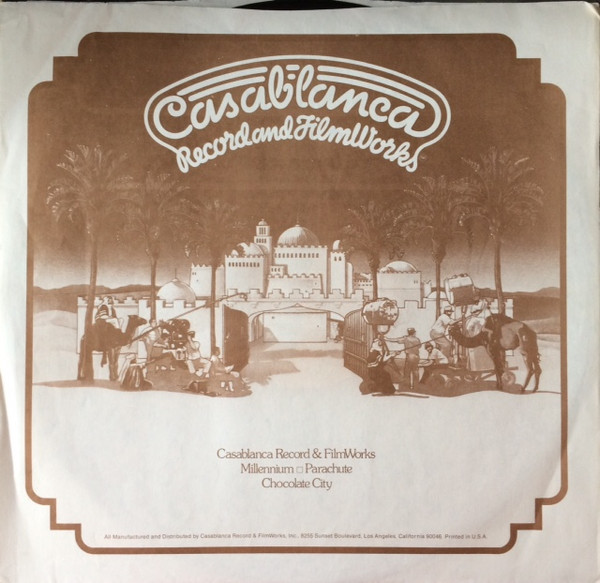 Casablanca
Record and FilmWorks
Casablanca Record & FilmWorks
Millennium □ Parachute
Chocolate City
All Manufactured and Distributed by Casablanca Record & FilmWorks, Inc., 8255 Sunset Boulevard, Los Angeles, California 90046. Printed in U.S.A.